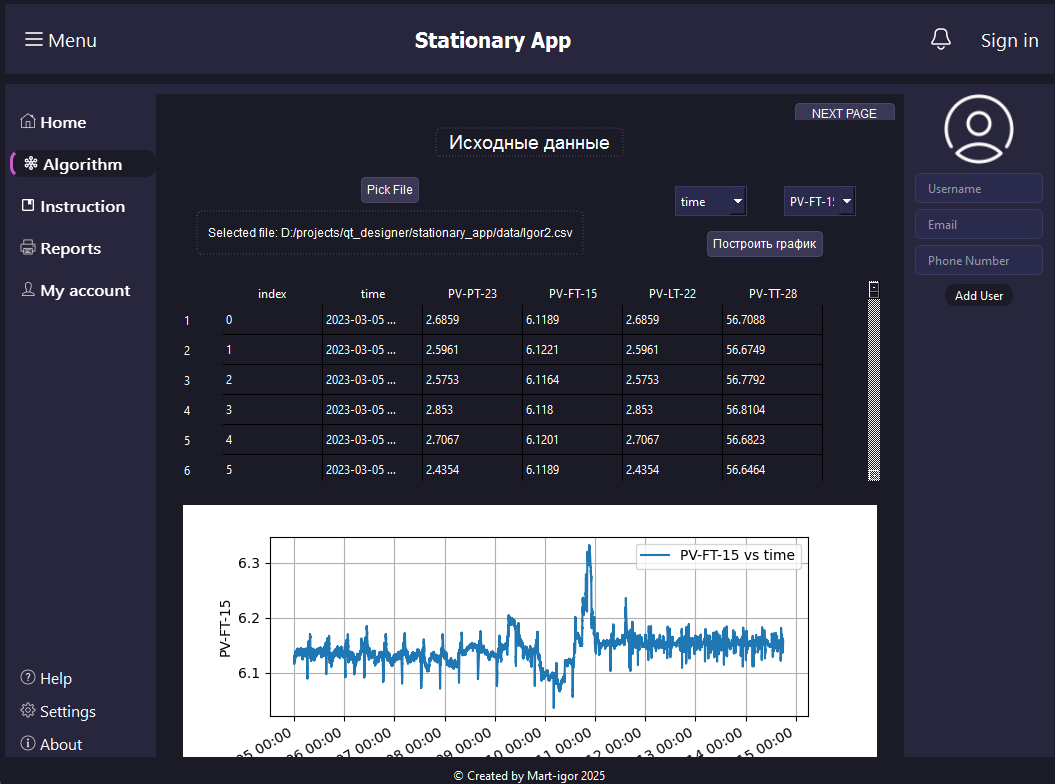 Menu
Stationary App
Sign in
Home
Algorithm
Instruction
Reports
My account
Help
Settings
About
NEXT PAGE
Исходные данные
Pick File
Selected file: D:/projects/qt_designer/stationary_app/data/Igor2.csv
time
PV-FT-1
Построить график
index time PV-PT-23 PV-FT-15 PV-LT-22 PV-TT-28
1 0 2023-03-05 ... 2.6859 6.1189 2.6859 56.7088
2 1 2023-03-05 ... 2.5961 6.1221 2.5961 56.6749
3 2 2023-03-05 ... 2.5753 6.1164 2.5753 56.7792
4 3 2023-03-05 ... 2.853 6.118 2.853 56.8104
5 4 2023-03-05 ... 2.7067 6.1201 2.7067 56.6823
6 5 2023-03-05 ... 2.4354 6.1189 2.4354 56.6464
PV-FT-15 vs time
PV-FT-15
6.3
6.2
6.1
05 00:00
06 00:00
07 00:00
08 00:00
09 00:00
10 00:00
11 00:00
12 00:00
13 00:00
14 00:00
15 00:00
Username
Email
Phone Number
Add User
© Created by Mart-igor 2025